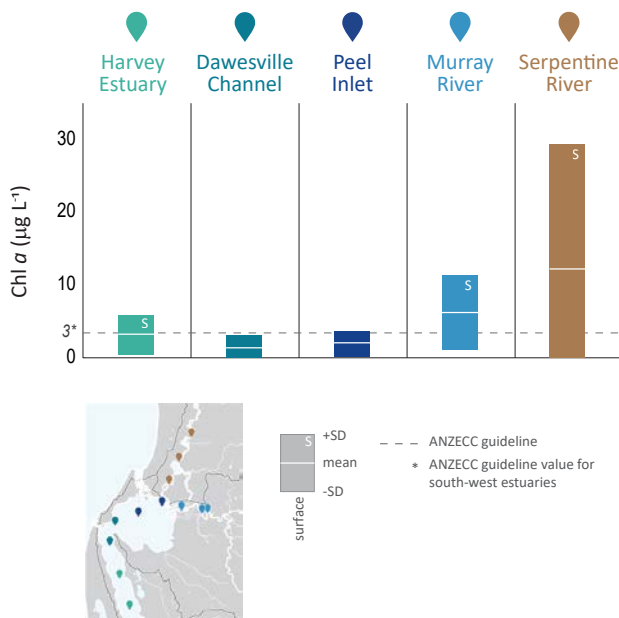 Harvey
Estuary
Dawesville
Channel
Peel
Inlet
Murray
River
Serpentine
River
Chl a (µg L⁻¹)
30
20
10
3*
0
S
S
S
S
+SD
mean
-SD
surface
ANZECC guideline
* ANZECC guideline value for
south-west estuaries